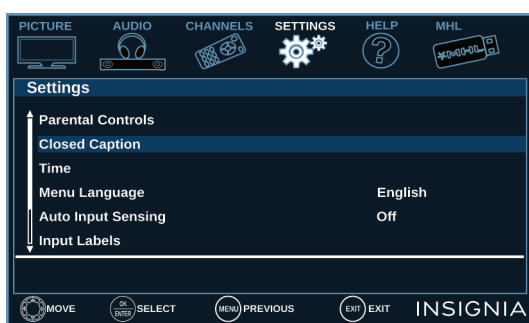 PICTURE AUDIO CHANNELS SETTINGS HELP MHL
MHL
Settings
Parental Controls
Closed Caption
Time
Menu Language English
Auto Input Sensing Off
Input Labels
OK ENTER MENU EXIT
MOVE SELECT PREVIOUS EXIT INSIGNIA